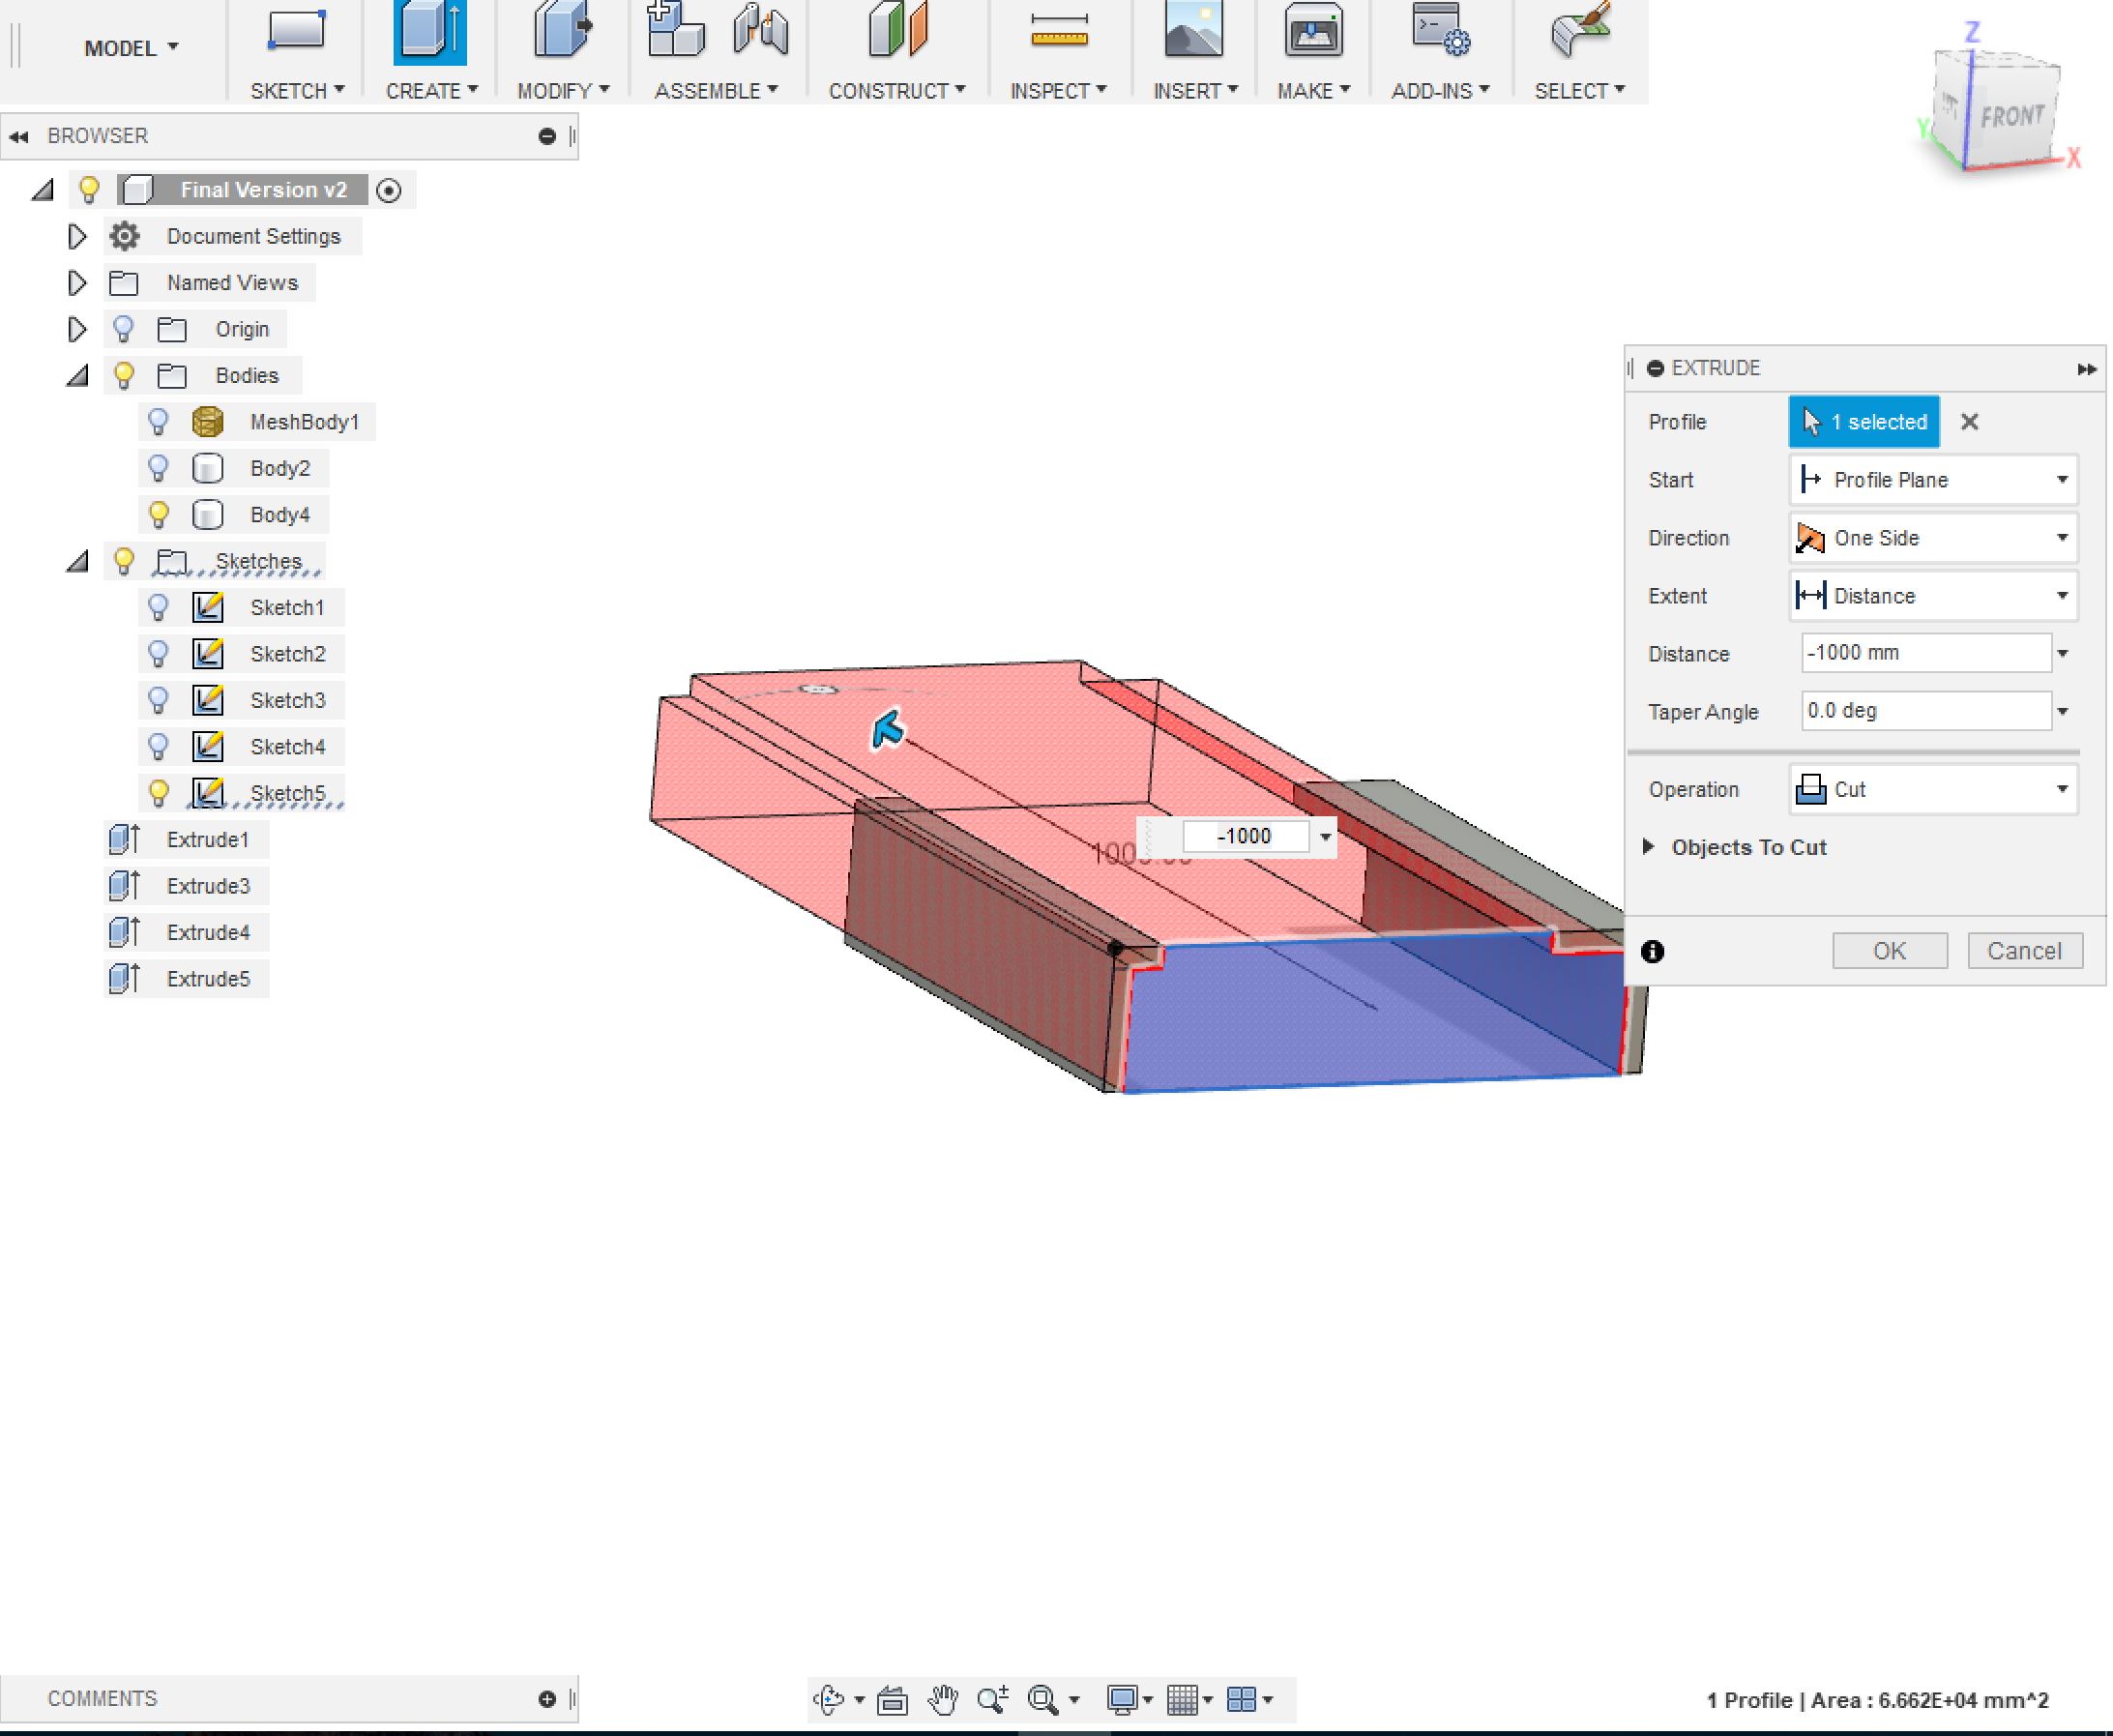 MODEL
SKETCH
CREATE
MODIFY
ASSEMBLE
CONSTRUCT
INSPECT
INSERT
MAKE
ADD-INS
SELECT
Z
FRONT
Y
X
BROWSER
Final Version v2
Document Settings
Named Views
Origin
Bodies
MeshBody1
Body2
Body4
Sketches
Sketch1
Sketch2
Sketch3
Sketch4
Sketch5
Extrude1
Extrude3
Extrude4
Extrude5
EXTRUDE
Profile 1 selected
Start Profile Plane
Direction One Side
Extent Distance
Distance -1000 mm
Taper Angle 0.0 deg
Operation Cut
Objects To Cut
OK Cancel
-1000
COMMENTS
1 Profile | Area : 6.662E+04 mm^2